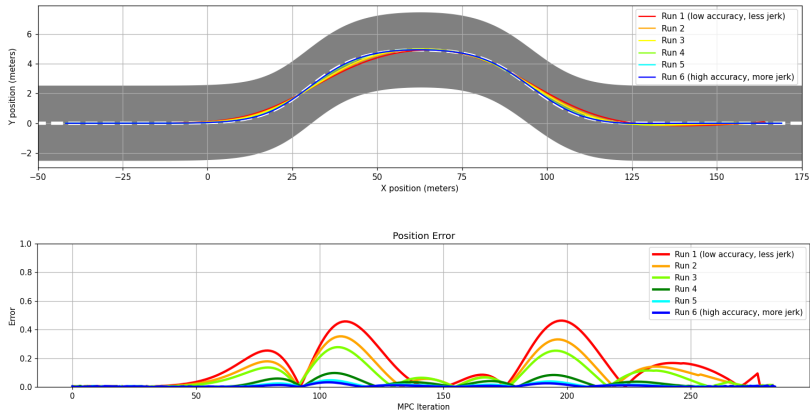 Y position (meters)
6
4
2
0
−2
Run 1 (low accuracy, less jerk)
Run 2
Run 3
Run 4
Run 5
Run 6 (high accuracy, more jerk)
−50
−25
0
25
50
75
100
125
150
175
X position (meters)
Position Error
Error
1.0
0.8
0.6
0.4
0.2
0.0
Run 1 (low accuracy, less jerk)
Run 2
Run 3
Run 4
Run 5
Run 6 (high accuracy, more jerk)
0
50
100
150
200
250
MPC Iteration